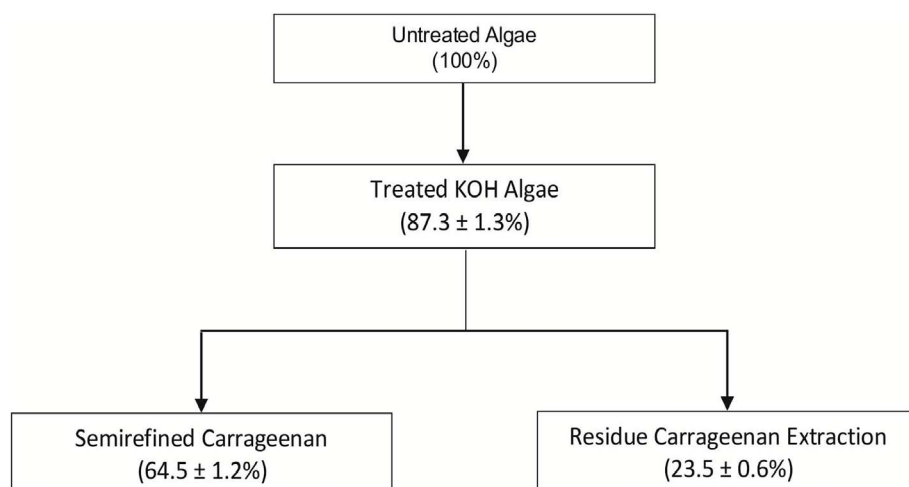 Untreated Algae
(100%)
Treated KOH Algae
(87.3 ± 1.3%)
Semirefined Carrageenan
(64.5 ± 1.2%)
Residue Carrageenan Extraction
(23.5 ± 0.6%)